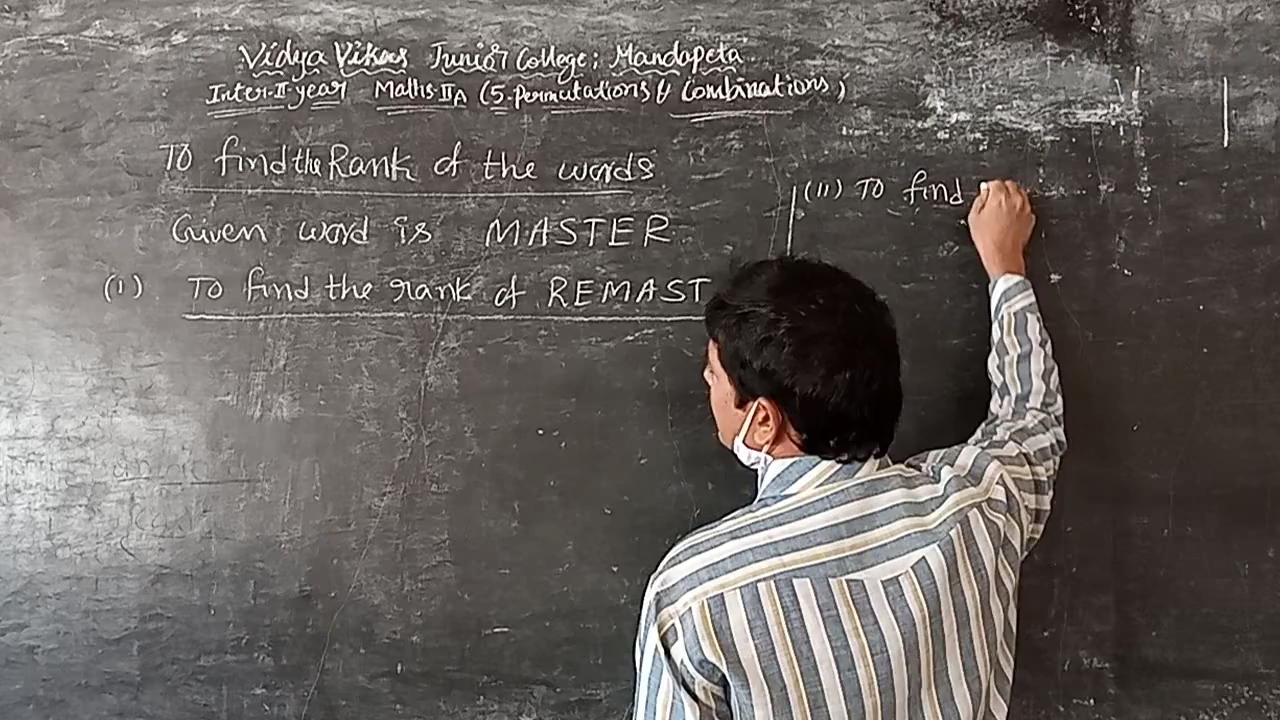 Vidya Vikas Junior College; Mandapeta
Inter-II year Maths IIA (5. Permutations & Combinations)
To find the Rank of the words
Given word is MASTER
(i) To find the rank of REMAST
(ii) To find